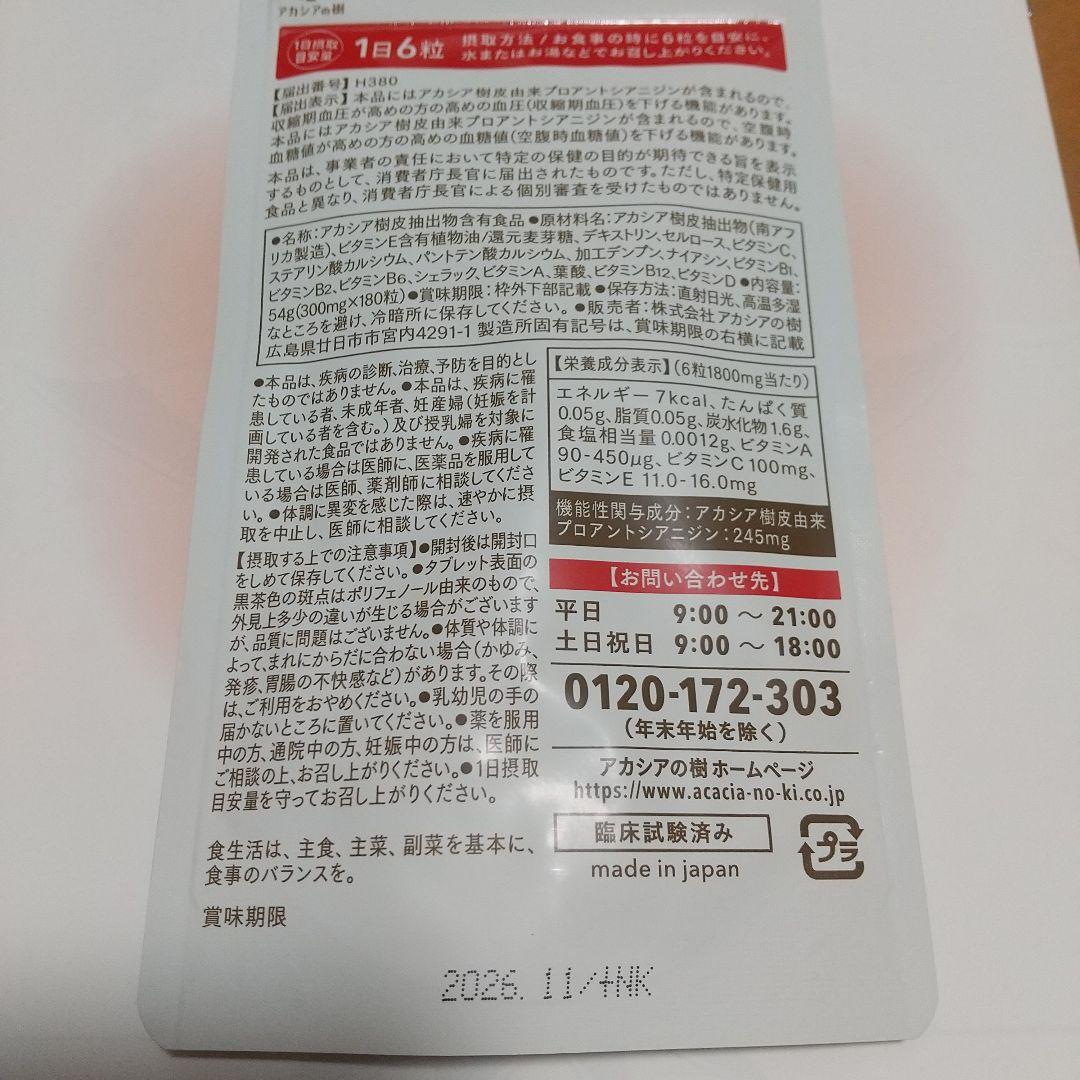 アカシアの樹
1日摂取
目安量
1日6粒
摂取方法/お食事の時に6粒を目安に、
水またはお湯などでお召し上がりください。
【届出番号】H380
【届出表示】本品にはアカシア樹皮由来プロアントシアニジンが含まれるので、
収縮期血圧が高めの方の高めの血圧(収縮期血圧)を下げる機能があります。
本品にはアカシア樹皮由来プロアントシアニジンが含まれるので、空腹時
血糖値が高めの方の高めの血糖値(空腹時血糖値)を下げる機能があります。
本品は、事業者の責任において特定の保健の目的が期待できる旨を表示
するものとして、消費者庁長官に届出されたものです。ただし、特定保健用
食品と異なり、消費者庁長官による個別審査を受けたものではありません。
●名称:アカシア樹皮抽出物含有食品 ●原材料名:アカシア樹皮抽出物(南アフ
リカ製造)、ビタミンE含有植物油/還元麦芽糖、デキストリン、セルロース、ビタミンC、
ステアリン酸カルシウム、パントテン酸カルシウム、加工デンプン、ナイアシン、ビタミンB1、
ビタミンB2、ビタミンB6、シェラック、ビタミンA、葉酸、ビタミンB12、ビタミンD ●内容量:
54g(300mg×180粒) ●賞味期限:枠外下部記載 ●保存方法:直射日光、高温多湿
なところを避け、冷暗所に保存してください。 ●販売者:株式会社 アカシアの樹
広島県廿日市市宮内4291-1 製造所固有記号は、賞味期限の右横に記載
●本品は、疾病の診断、治療、予防を目的とし
たものではありません。●本品は、疾病に罹
患している者、未成年者、妊産婦(妊娠を計
画している者を含む。)及び授乳婦を対象に
開発された食品ではありません。●疾病に罹
患している場合は医師に、医薬品を服用して
いる場合は医師、薬剤師に相談してくださ
い。●体調に異変を感じた際は、速やかに摂
取を中止し、医師に相談してください。
【摂取する上での注意事項】●開封後は開封口
をしめて保存してください。●タブレット表面の
黒茶色の斑点はポリフェノール由来のもので、
外見上多少の違いが生じる場合がございます
が、品質に問題はございません。●体質や体調に
よって、まれにからだに合わない場合(かゆみ、
発疹、胃腸の不快感など)があります。その際
は、ご利用をおやめください。●乳幼児の手の
届かないところに置いてください。●薬を服用
中の方、通院中の方、妊娠中の方は、医師に
ご相談の上、お召し上がりください。●1日摂取
目安量を守ってお召し上がりください。
食生活は、主食、主菜、副菜を基本に、
食事のバランスを。
賞味期限
【栄養成分表示】(6粒1800mg当たり)
エネルギー 7kcal、たんぱく質
0.05g、脂質0.05g、炭水化物1.6g、
食塩相当量 0.0012g、ビタミンA
90-450μg、ビタミンC 100mg、
ビタミンE 11.0-16.0mg
機能性関与成分:アカシア樹皮由来
プロアントシアニジン:245mg
【お問い合わせ先】
平日 9:00 〜 21:00
土日祝日 9:00 〜 18:00
0120-172-303
(年末年始を除く)
アカシアの樹 ホームページ
https://www.acacia-no-ki.co.jp
臨床試験済み
made in japan
プラ
2026. 11/+NK